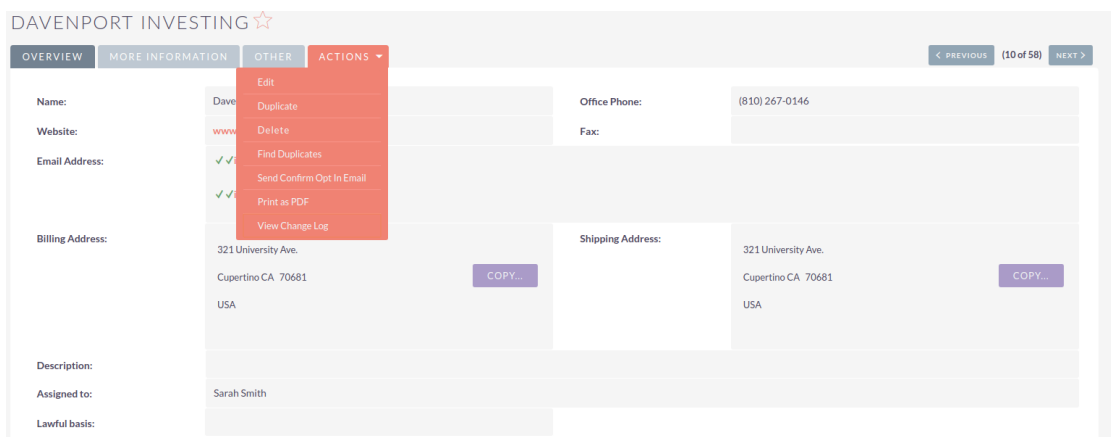 DAVENPORT INVESTING
OVERVIEW MORE INFORMATION OTHER ACTIONS
< PREVIOUS (10 of 58) NEXT >
Edit
Duplicate
Delete
Find Duplicates
Send Confirm Opt In Email
Print as PDF
View Change Log
Name: Dave
Office Phone: (810) 267-0146
Website: www
Fax:
Email Address:
Billing Address:
321 University Ave.
Cupertino CA 70681
USA
COPY...
Shipping Address:
321 University Ave.
Cupertino CA 70681
USA
COPY...
Description:
Assigned to: Sarah Smith
Lawful basis: